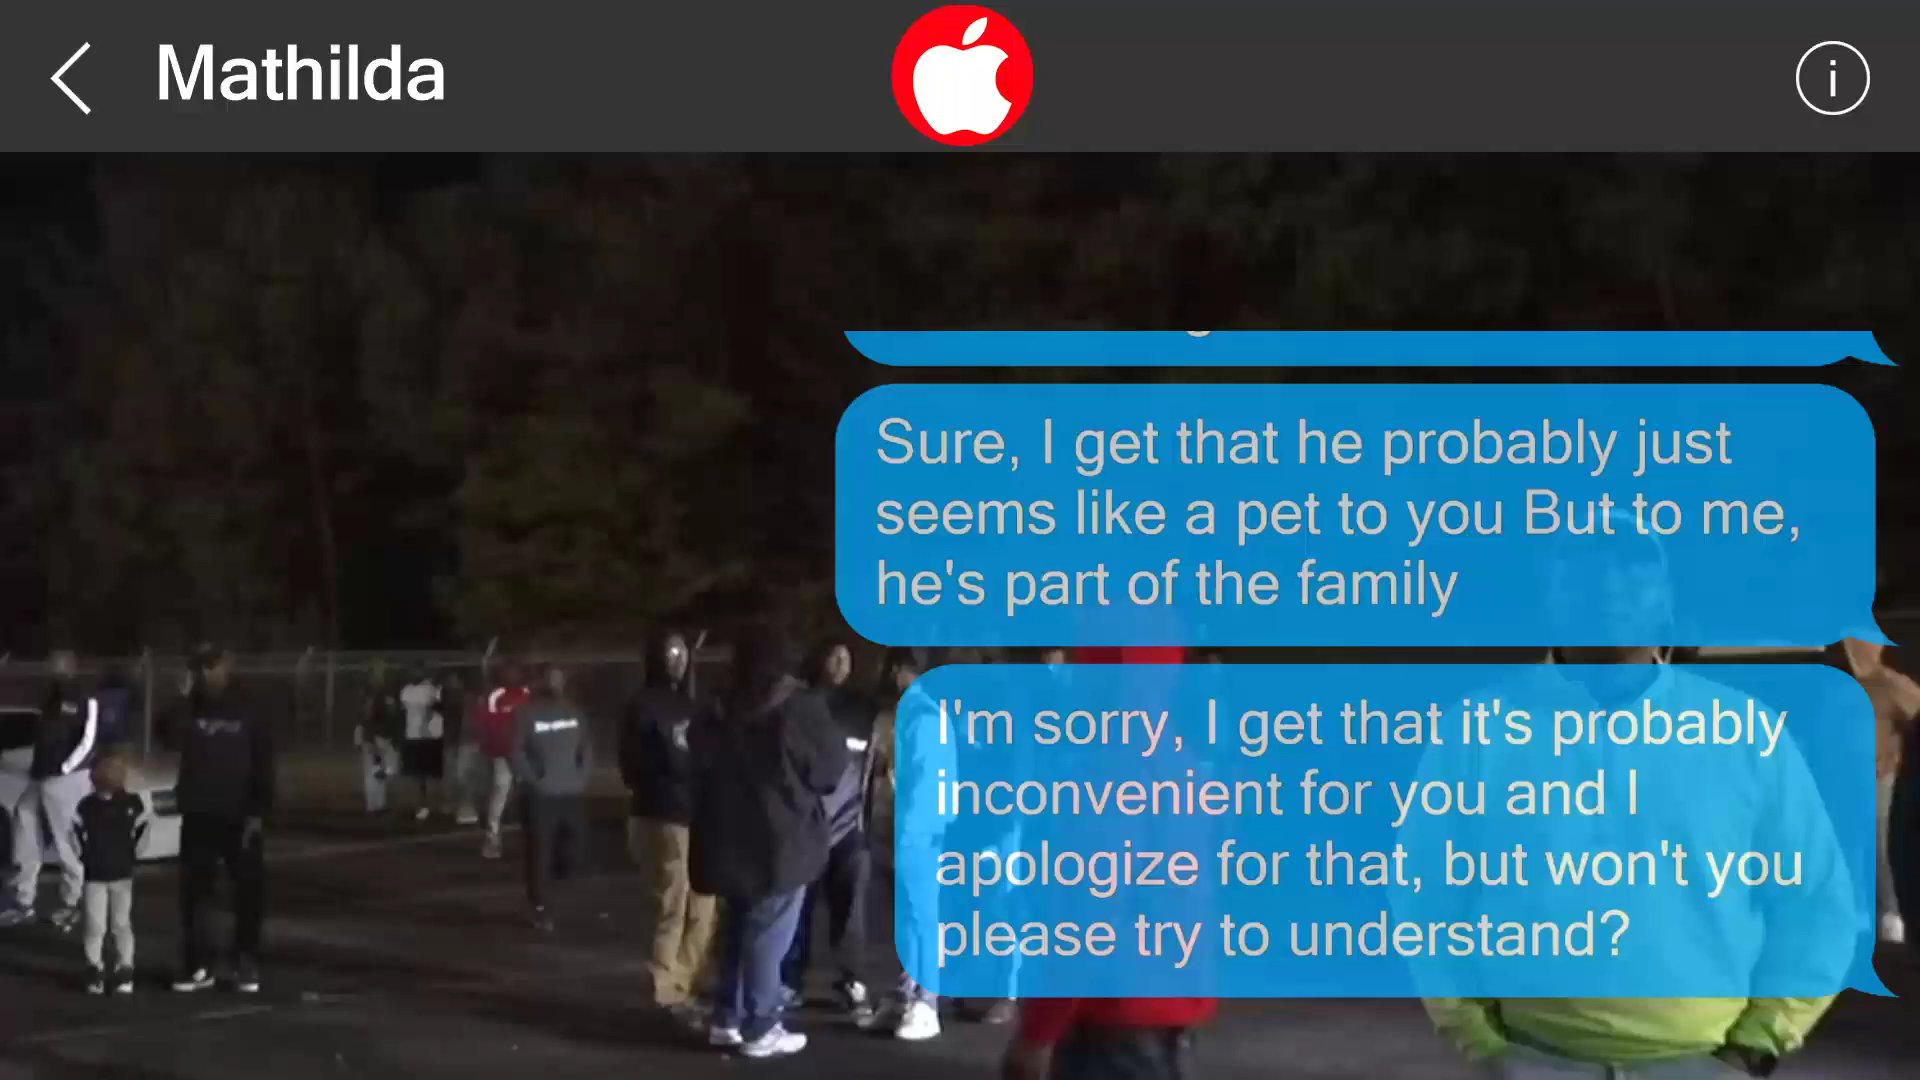 Mathilda
Sure, I get that he probably just
seems like a pet to you But to me,
he's part of the family
I'm sorry, I get that it's probably
inconvenient for you and I
apologize for that, but won't you
please try to understand?